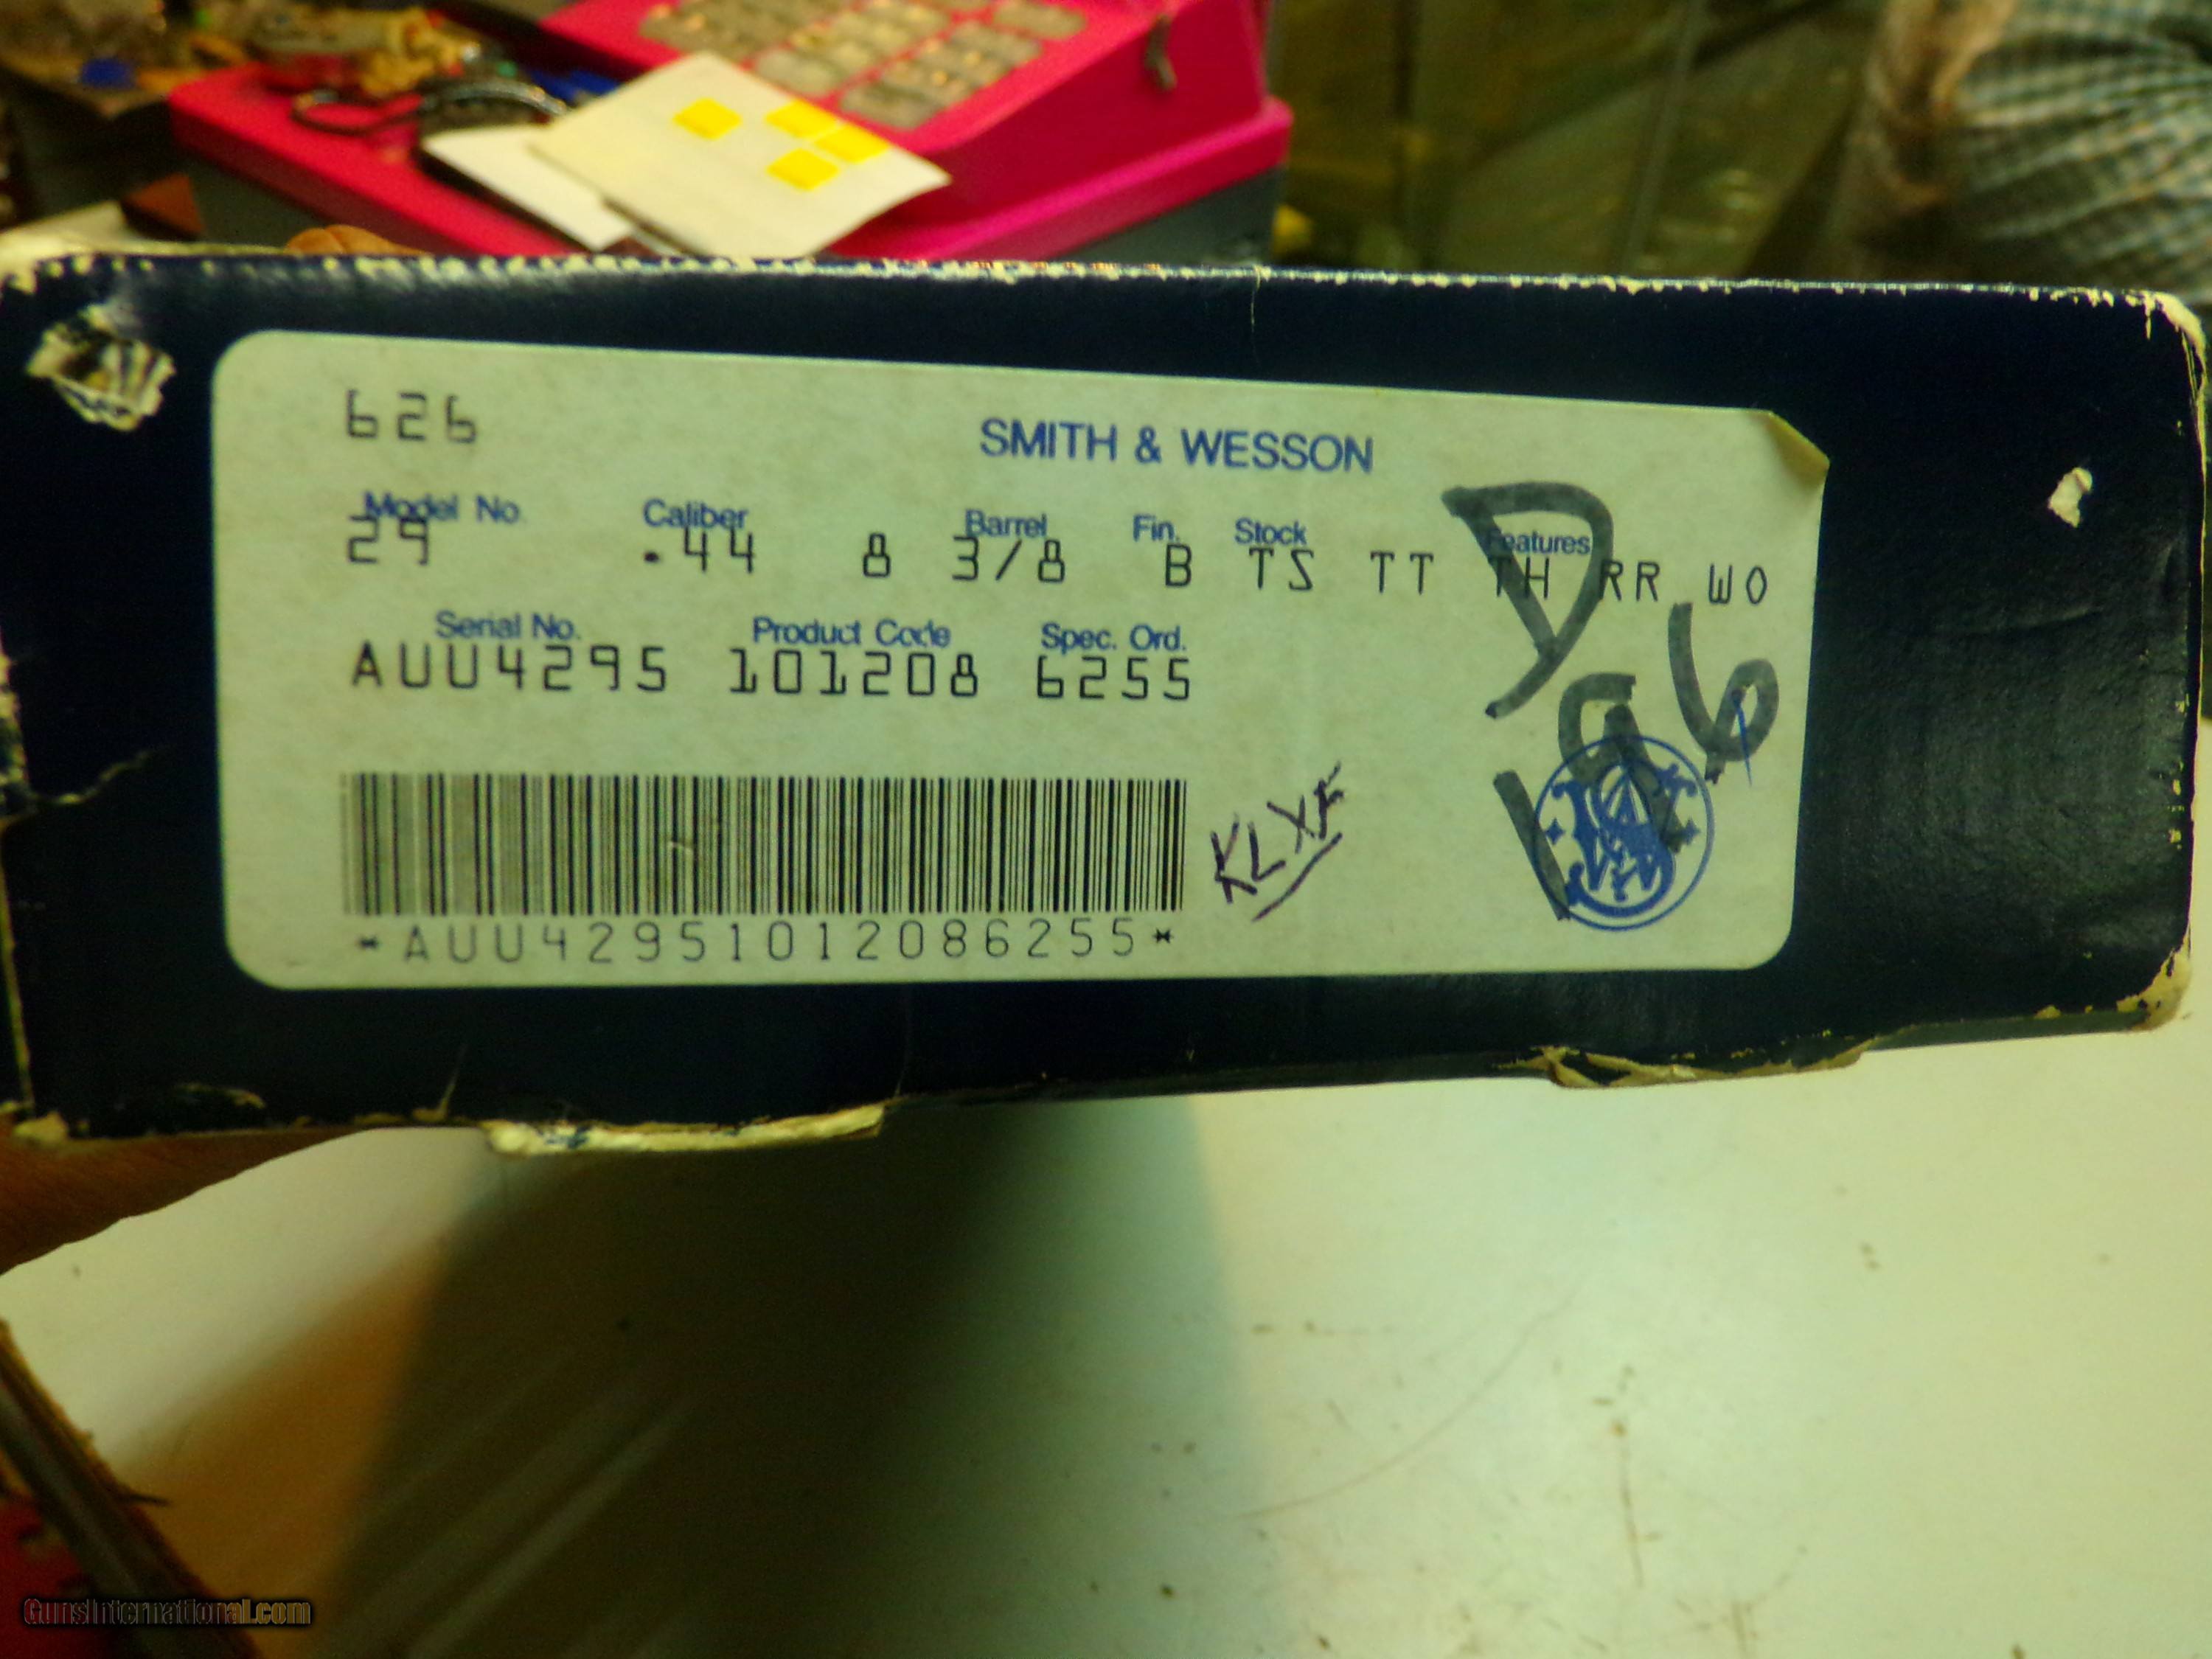 626
SMITH & WESSON
Model No. Caliber Barrel Fin. Stock Features
29 .44 8 3/8 B TS TT TH RR WO
Serial No. Product Code Spec. Ord.
AUU4295 101208 6255
*AUU42951012086255*
GunsInternational.com